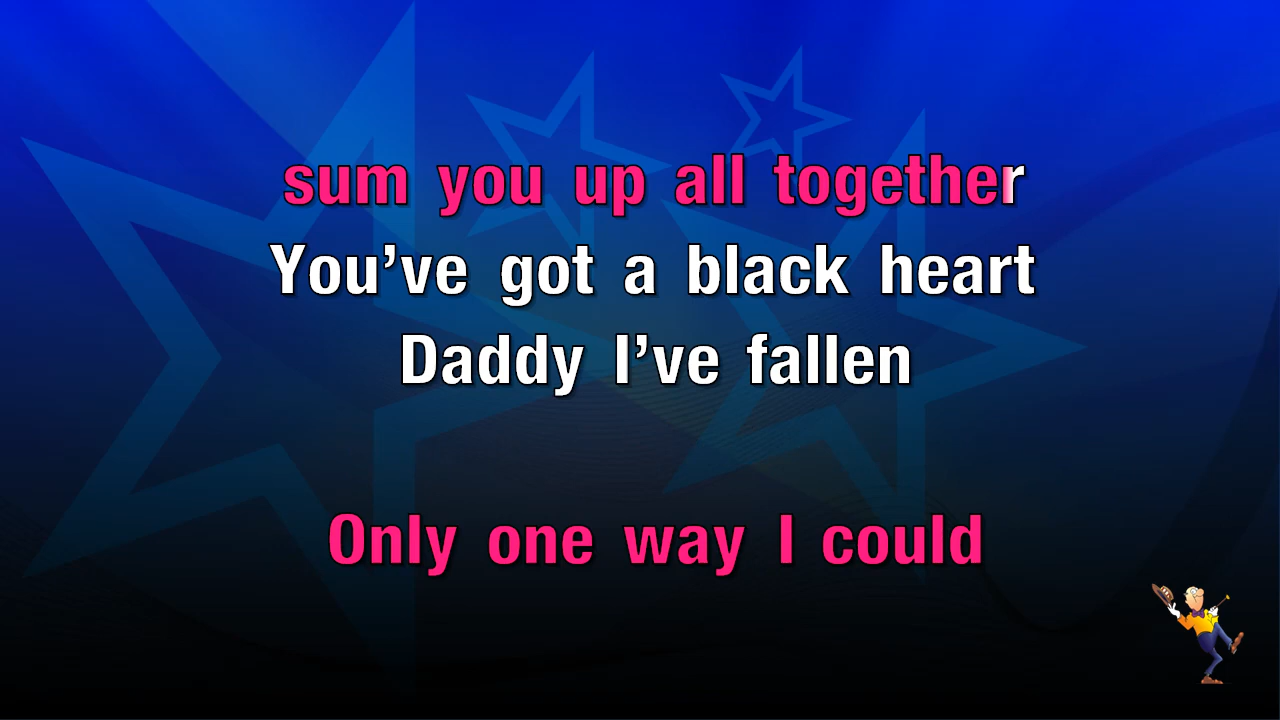 sum you up all together
You’ve got a black heart
Daddy I’ve fallen
Only one way I could